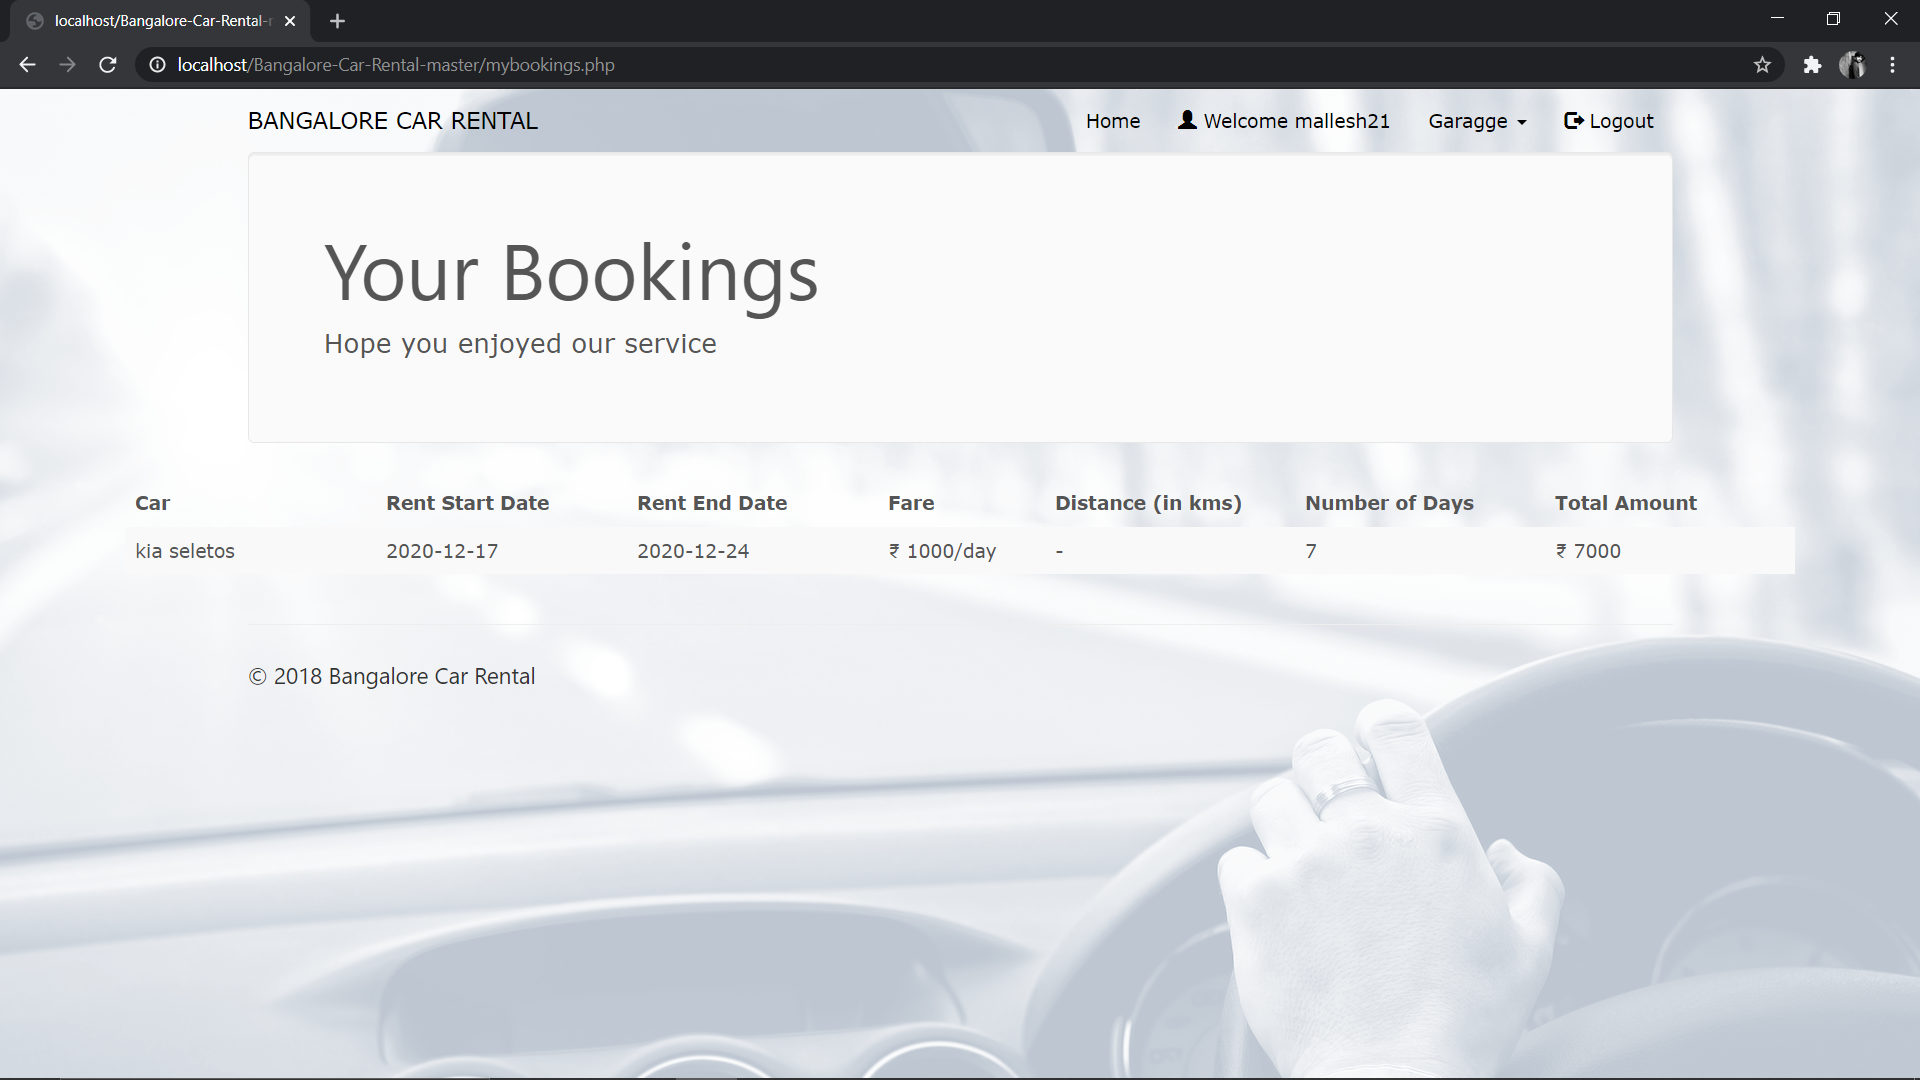 localhost/Bangalore-Car-Rental-
localhost/Bangalore-Car-Rental-master/mybookings.php
BANGALORE CAR RENTAL Home Welcome mallesh21 Garagge Logout
Your Bookings
Hope you enjoyed our service
Car Rent Start Date Rent End Date Fare Distance (in kms) Number of Days Total Amount
kia seletos 2020-12-17 2020-12-24 ₹ 1000/day - 7 ₹ 7000
© 2018 Bangalore Car Rental